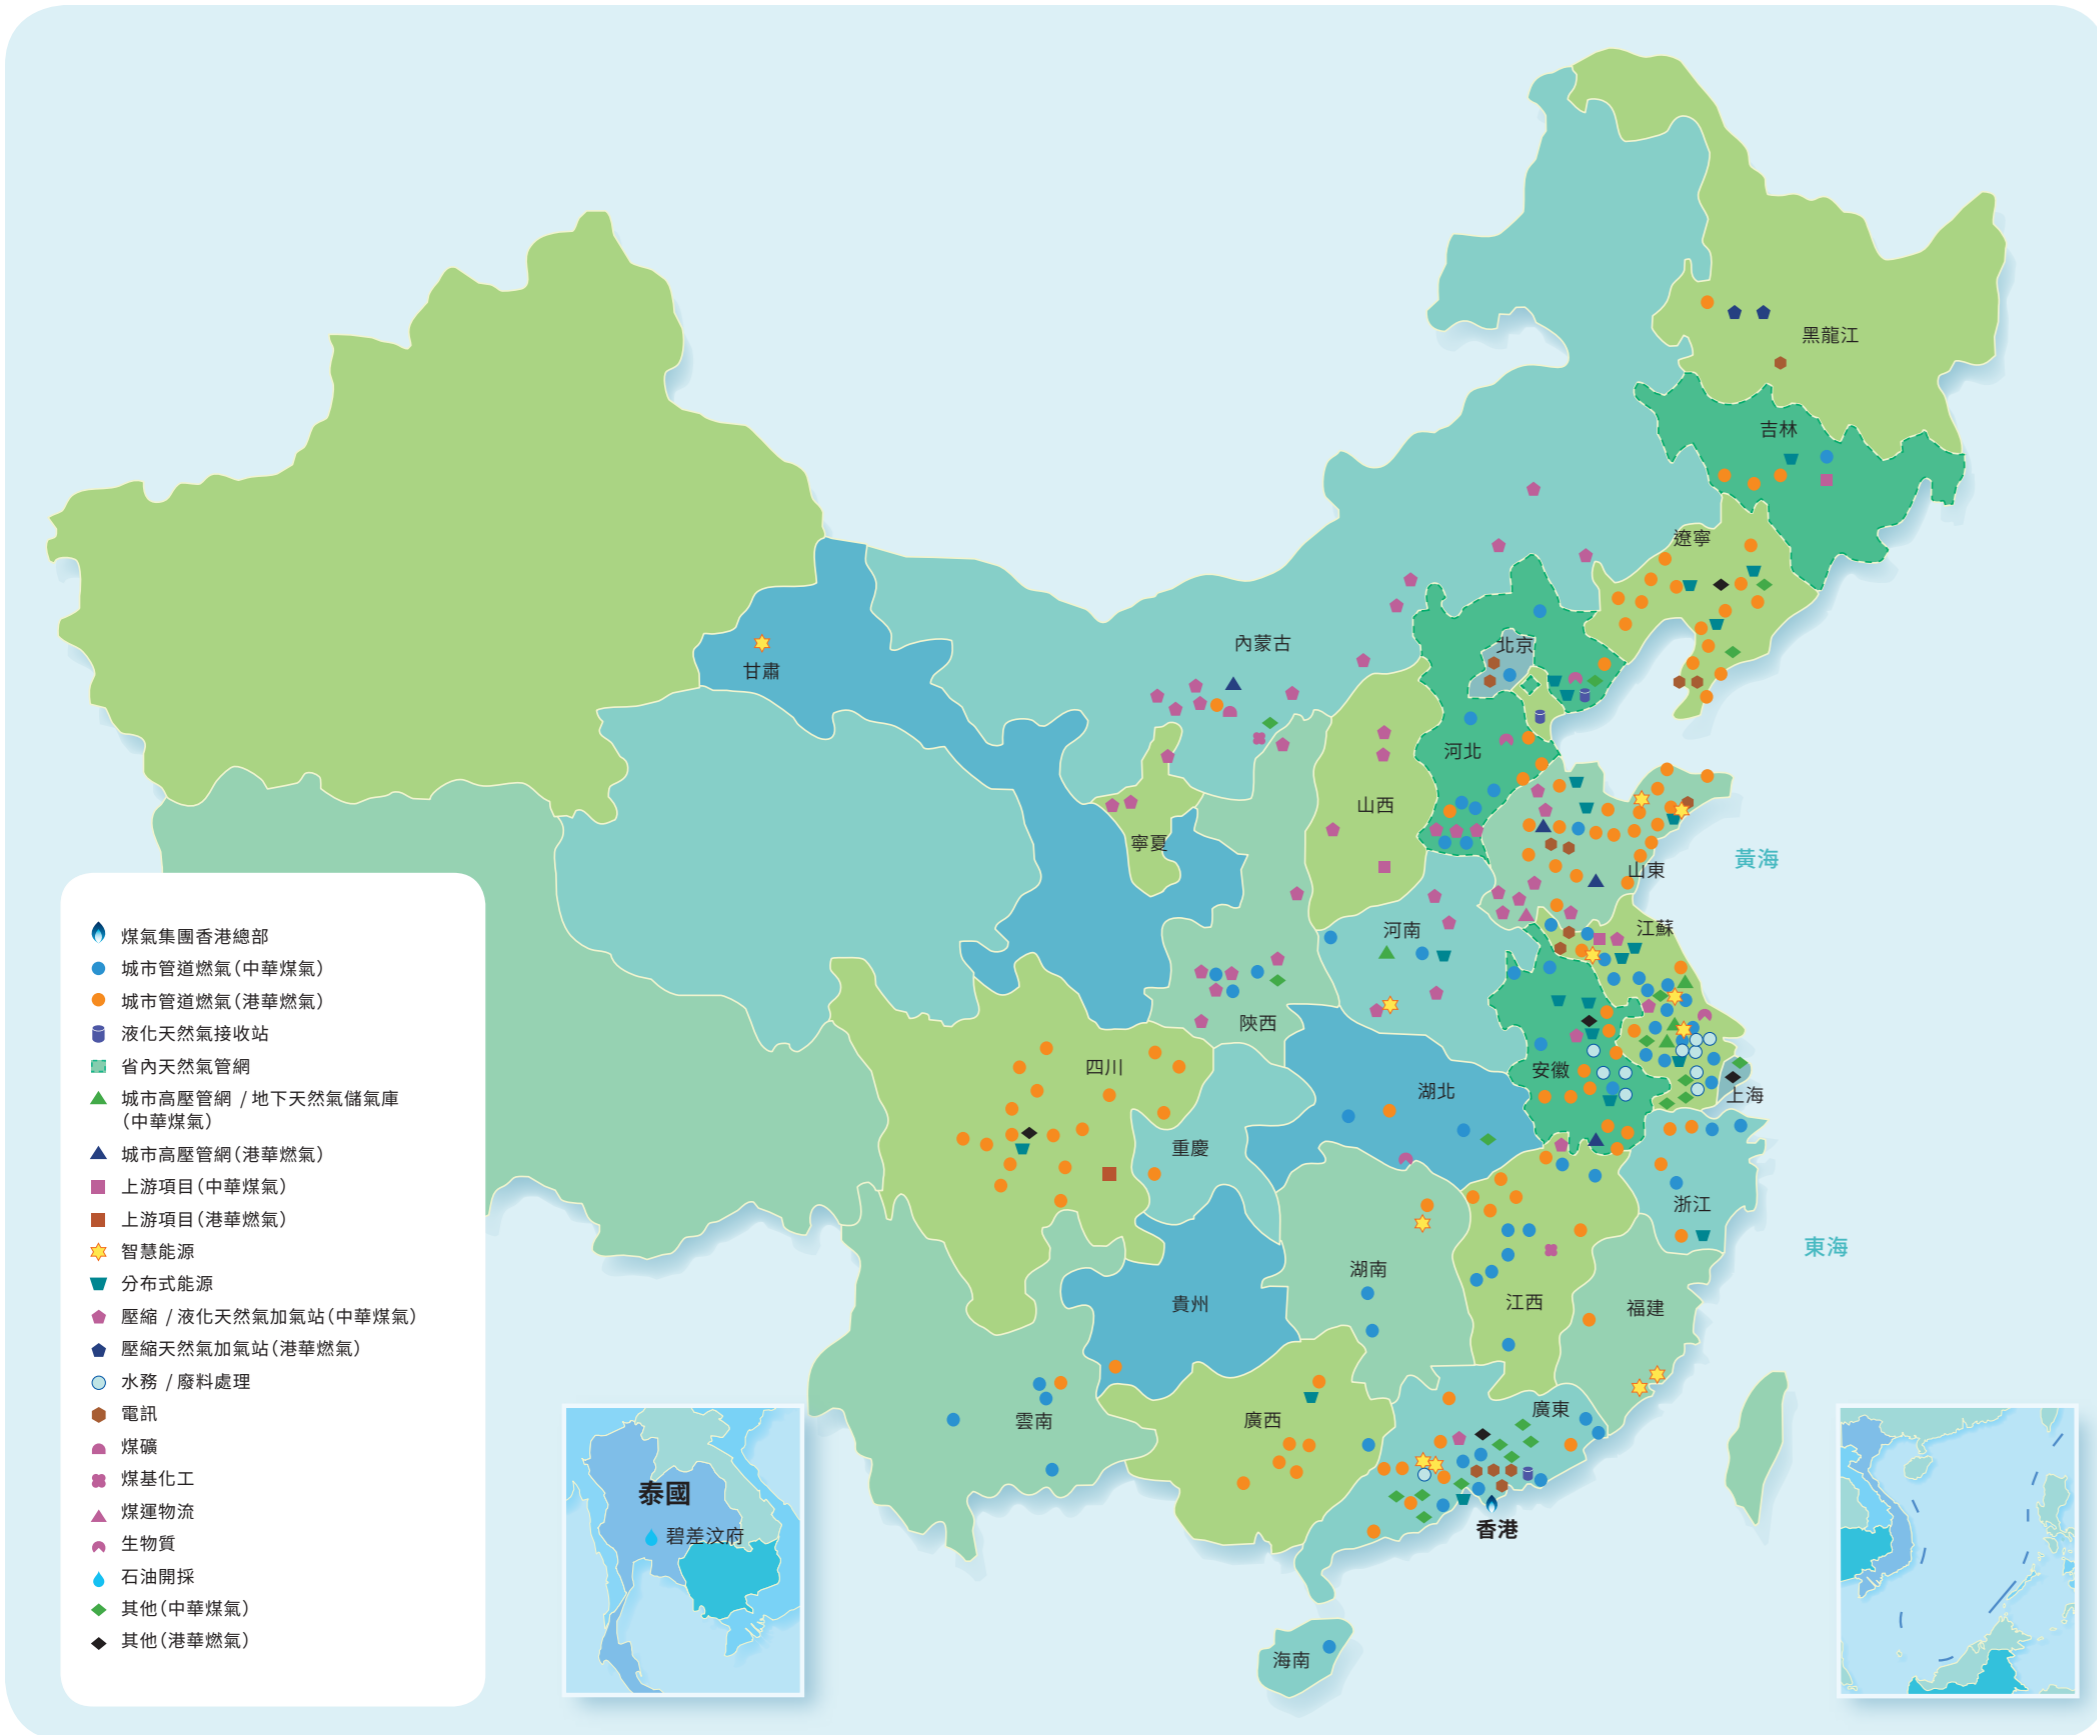 黑龍江
吉林
遼寧
內蒙古
北京
甘肅
河北
山西
寧夏
山東
黃海
河南
江蘇
陝西
四川
安徽
湖北
上海
重慶
浙江
東海
湖南
貴州
江西
福建
雲南
廣西
廣東
香港
海南
煤氣集團香港總部
城市管道燃氣(中華煤氣)
城市管道燃氣(港華燃氣)
液化天然氣接收站
省內天然氣管網
城市高壓管網 / 地下天然氣儲氣庫
(中華煤氣)
城市高壓管網(港華燃氣)
上游項目(中華煤氣)
上游項目(港華燃氣)
智慧能源
分布式能源
壓縮 / 液化天然氣加氣站(中華煤氣)
壓縮天然氣加氣站(港華燃氣)
水務 / 廢料處理
電訊
煤礦
煤基化工
煤運物流
生物質
石油開採
其他(中華煤氣)
其他(港華燃氣)
泰國
碧差汶府